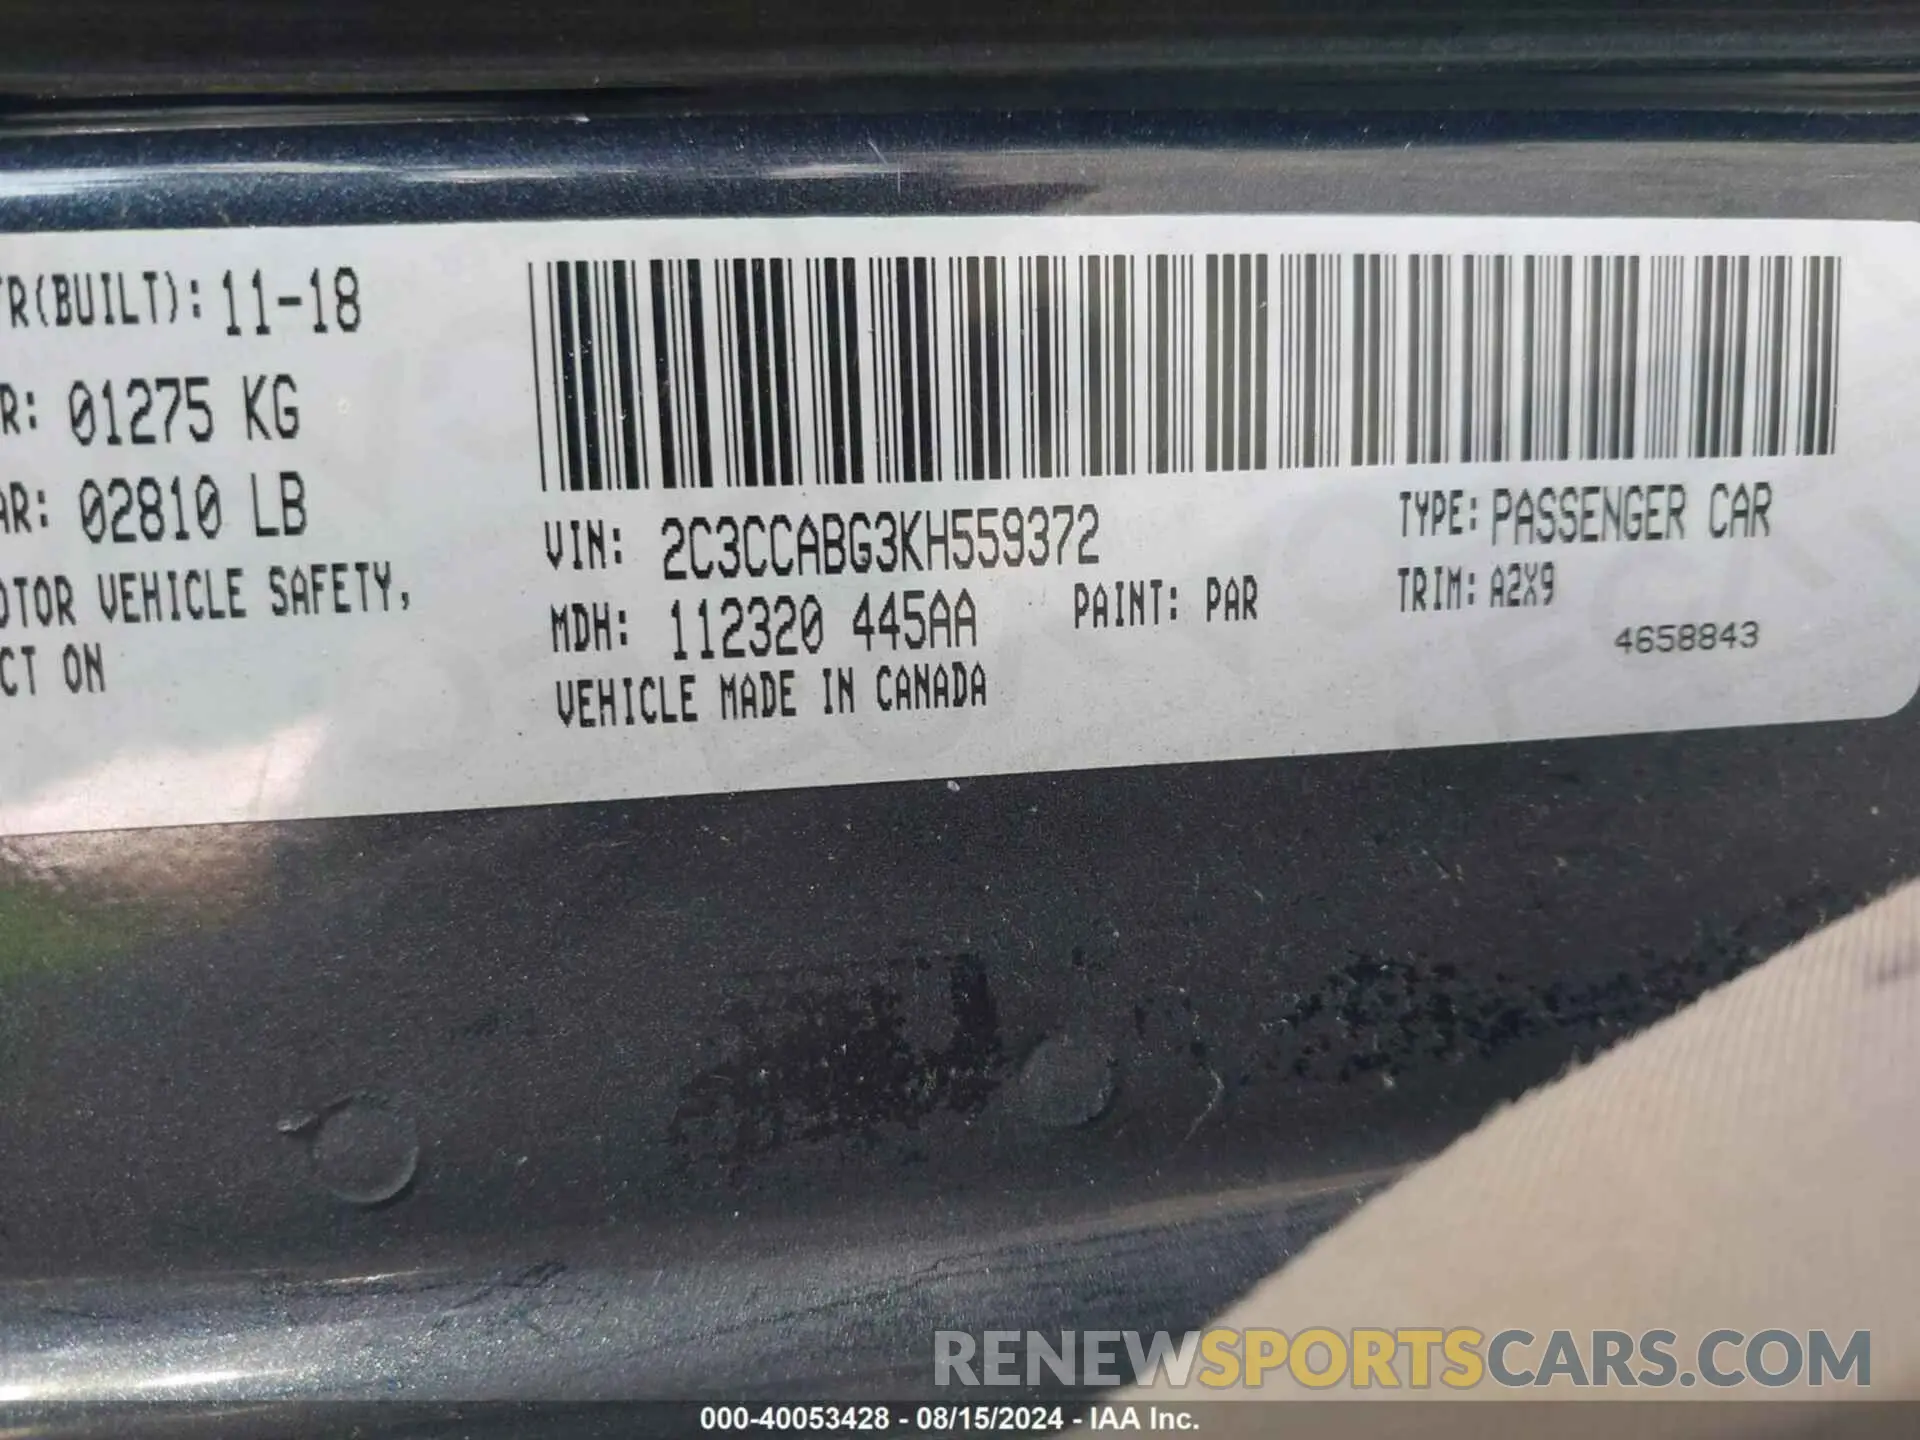 TR(BUILT): 11-18
R: 01275 KG
AR: 02810 LB
OTOR VEHICLE SAFETY,
CT ON
VIN: 2C3CCABG3KH559372
TYPE: PASSENGER CAR
MDH: 112320 445AA
PAINT: PAR
TRIM: A2X9
4658843
VEHICLE MADE IN CANADA
RENEWSPORTSCARS.COM
000-40053428 - 08/15/2024 - IAA Inc.